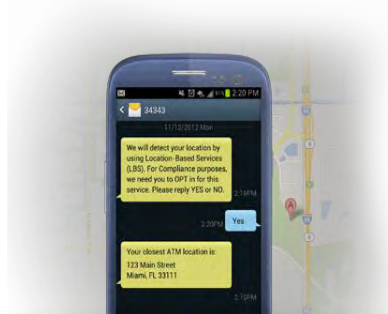 2:20 PM
34343
11/12/2012 Mon
We will detect your location by
using Location-Based Services
(LBS). For Compliance purposes,
we need you to OPT in for this
service. Please reply YES or NO.
2:19PM
2:20PM
Yes
Your closest ATM location is:
123 Main Street
Miami, FL 33111
A